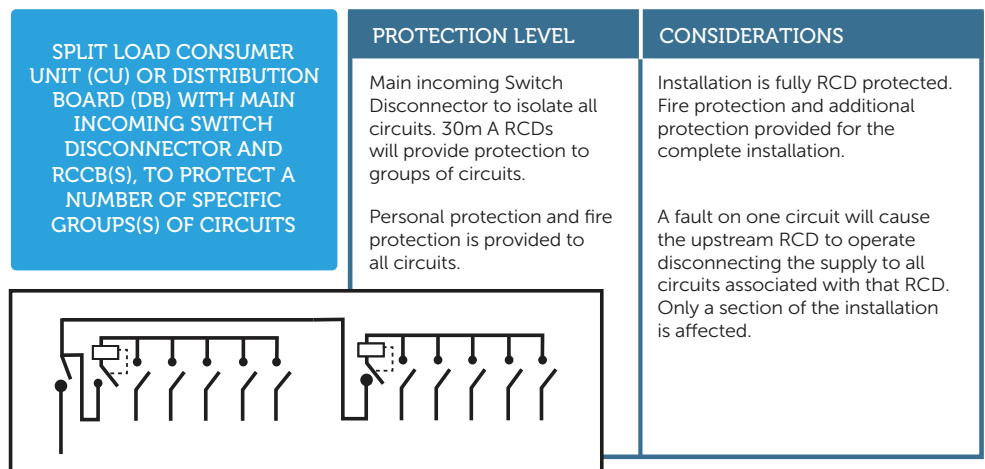 SPLIT LOAD CONSUMER
UNIT (CU) OR DISTRIBUTION
BOARD (DB) WITH MAIN
INCOMING SWITCH
DISCONNECTOR AND
RCCB(S), TO PROTECT A
NUMBER OF SPECIFIC
GROUPS(S) OF CIRCUITS
PROTECTION LEVEL
Main incoming Switch
Disconnector to isolate all
circuits. 30m A RCDs
will provide protection to
groups of circuits.
Personal protection and fire
protection is provided to
all circuits.
CONSIDERATIONS
Installation is fully RCD protected.
Fire protection and additional
protection provided for the
complete installation.
A fault on one circuit will cause
the upstream RCD to operate
disconnecting the supply to all
circuits associated with that RCD.
Only a section of the installation
is affected.